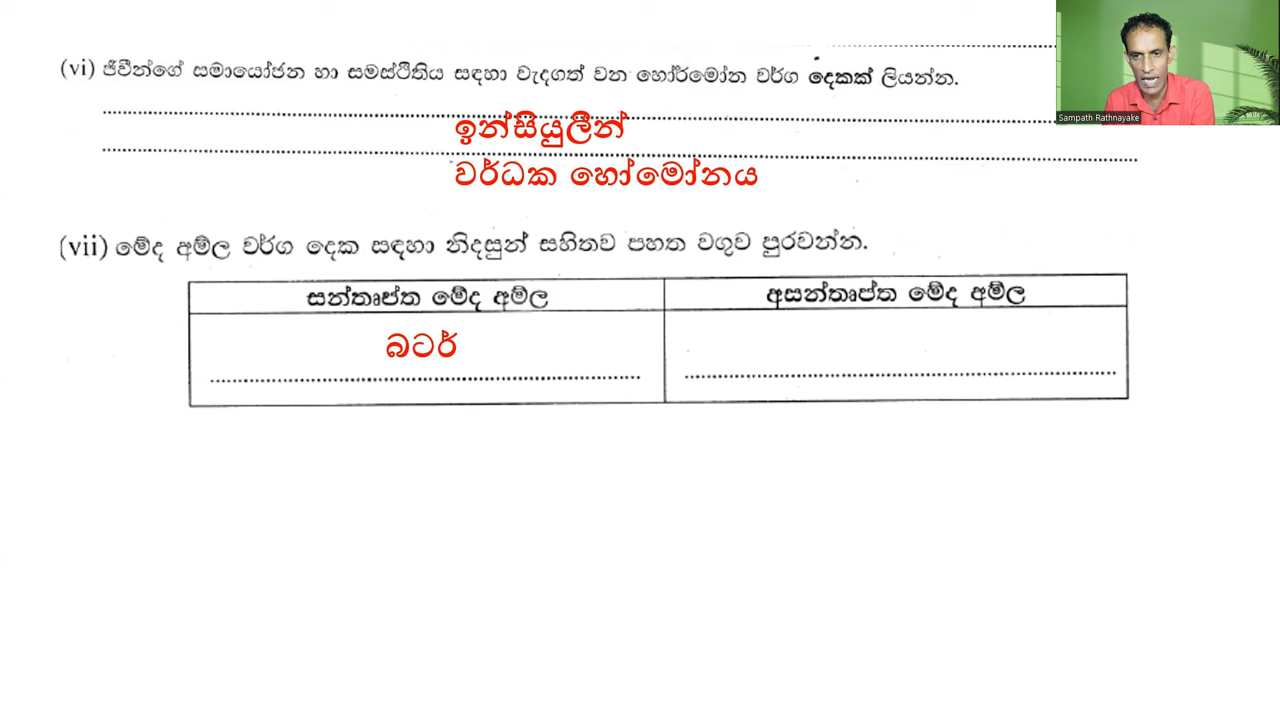 (vi) ජීවීන්ගේ සමායෝජන හා සමස්ථිතිය සඳහා වැදගත් වන හෝර්මෝන වර්ග දෙකක් ලියන්න.
Sampath Rathnayake
ඉන්සියුලීන්
වර්ධක හෝමෝනය
(vii) මේද අම්ල වර්ග දෙක සඳහා නිදසුන් සහිතව පහත වගුව පුරවන්න.
සන්තෘප්ත මේද අම්ල
අසන්තෘප්ත මේද අම්ල
බටර්